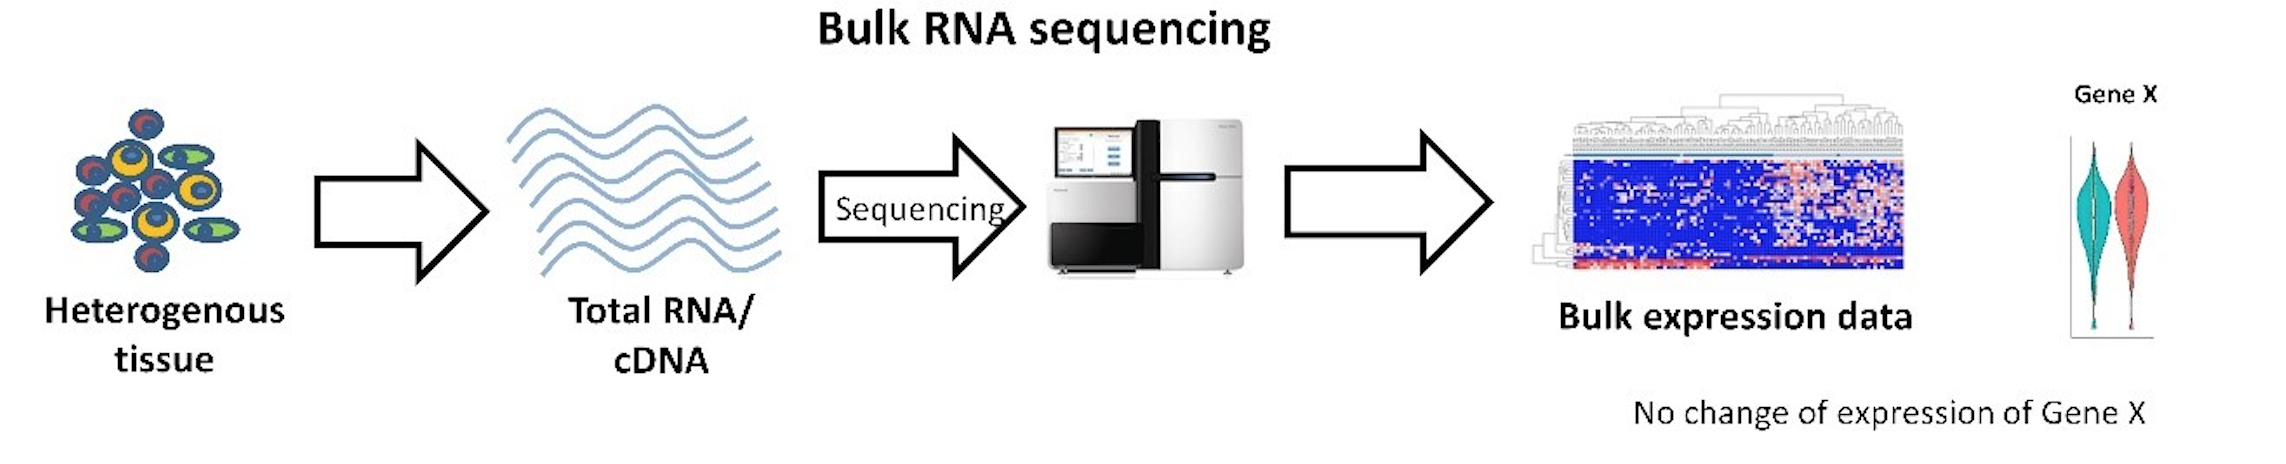 Bulk RNA sequencing
Gene X
Sequencing
Heterogenous
tissue
Total RNA/
cDNA
Bulk expression data
No change of expression of Gene X